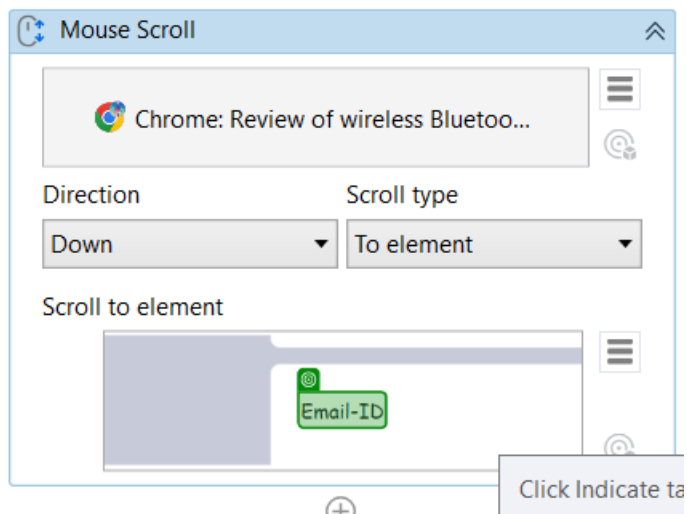 Mouse Scroll
Chrome: Review of wireless Bluetoo...
Direction
Scroll type
Down
To element
Scroll to element
Email-ID
Click Indicate ta